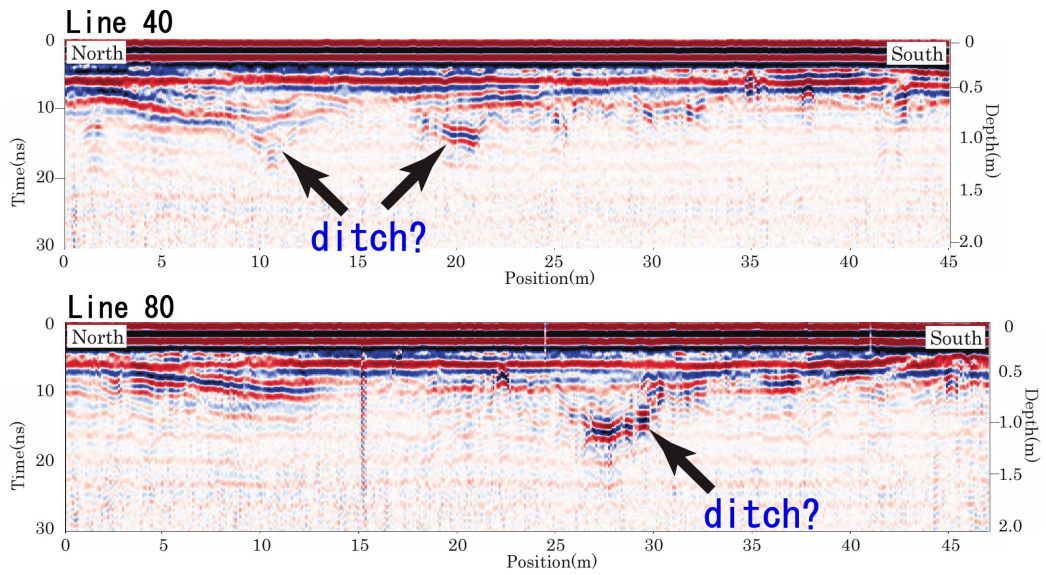 Line 40
North South
0 0
10 0.5
1.0
20 1.5
30 2.0
Time(ns) Depth(m)
ditch?
0 5 10 15 20 25 30 35 40 45
Position(m)
Line 80
North South
0 0
10 0.5
1.0
20 1.5
30 2.0
Time(ns) Depth(m)
ditch?
0 5 10 15 20 25 30 35 40 45
Position(m)